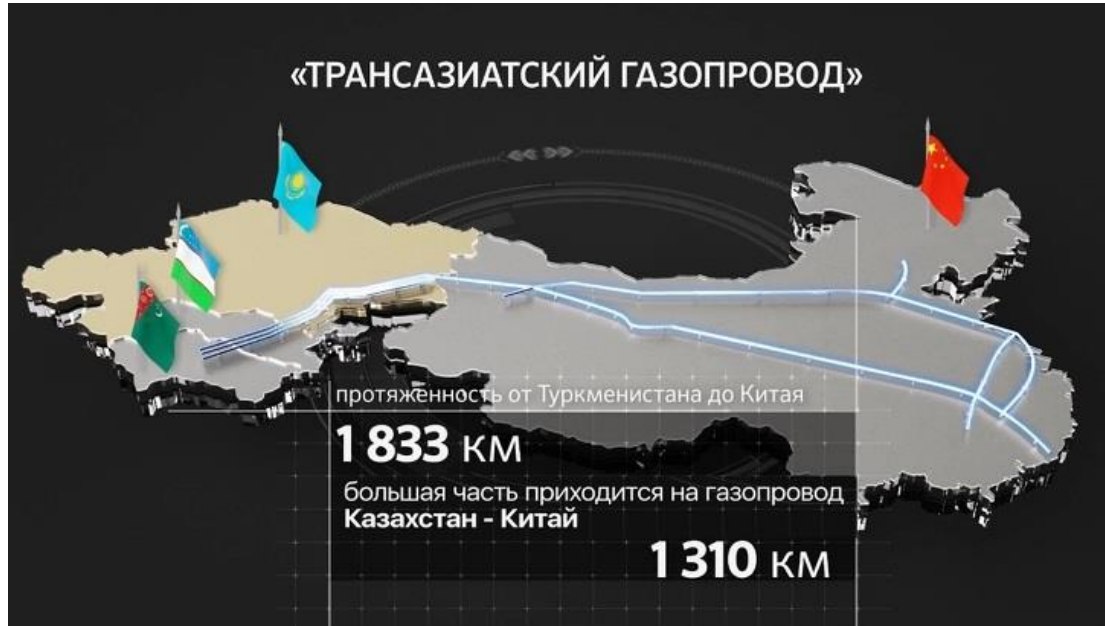 «ТРАНСАЗИАТСКИЙ ГАЗОПРОВОД»
протяженность от Туркменистана до Китая
1 833 км
большая часть приходится на газопровод
Казахстан - Китай
1 310 км